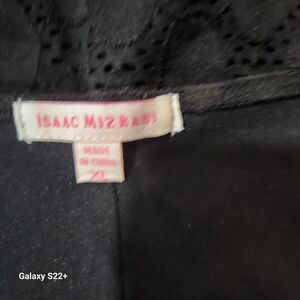 ISAAC MIZRAHI
MADE
IN CHINA
XL
Galaxy S22+